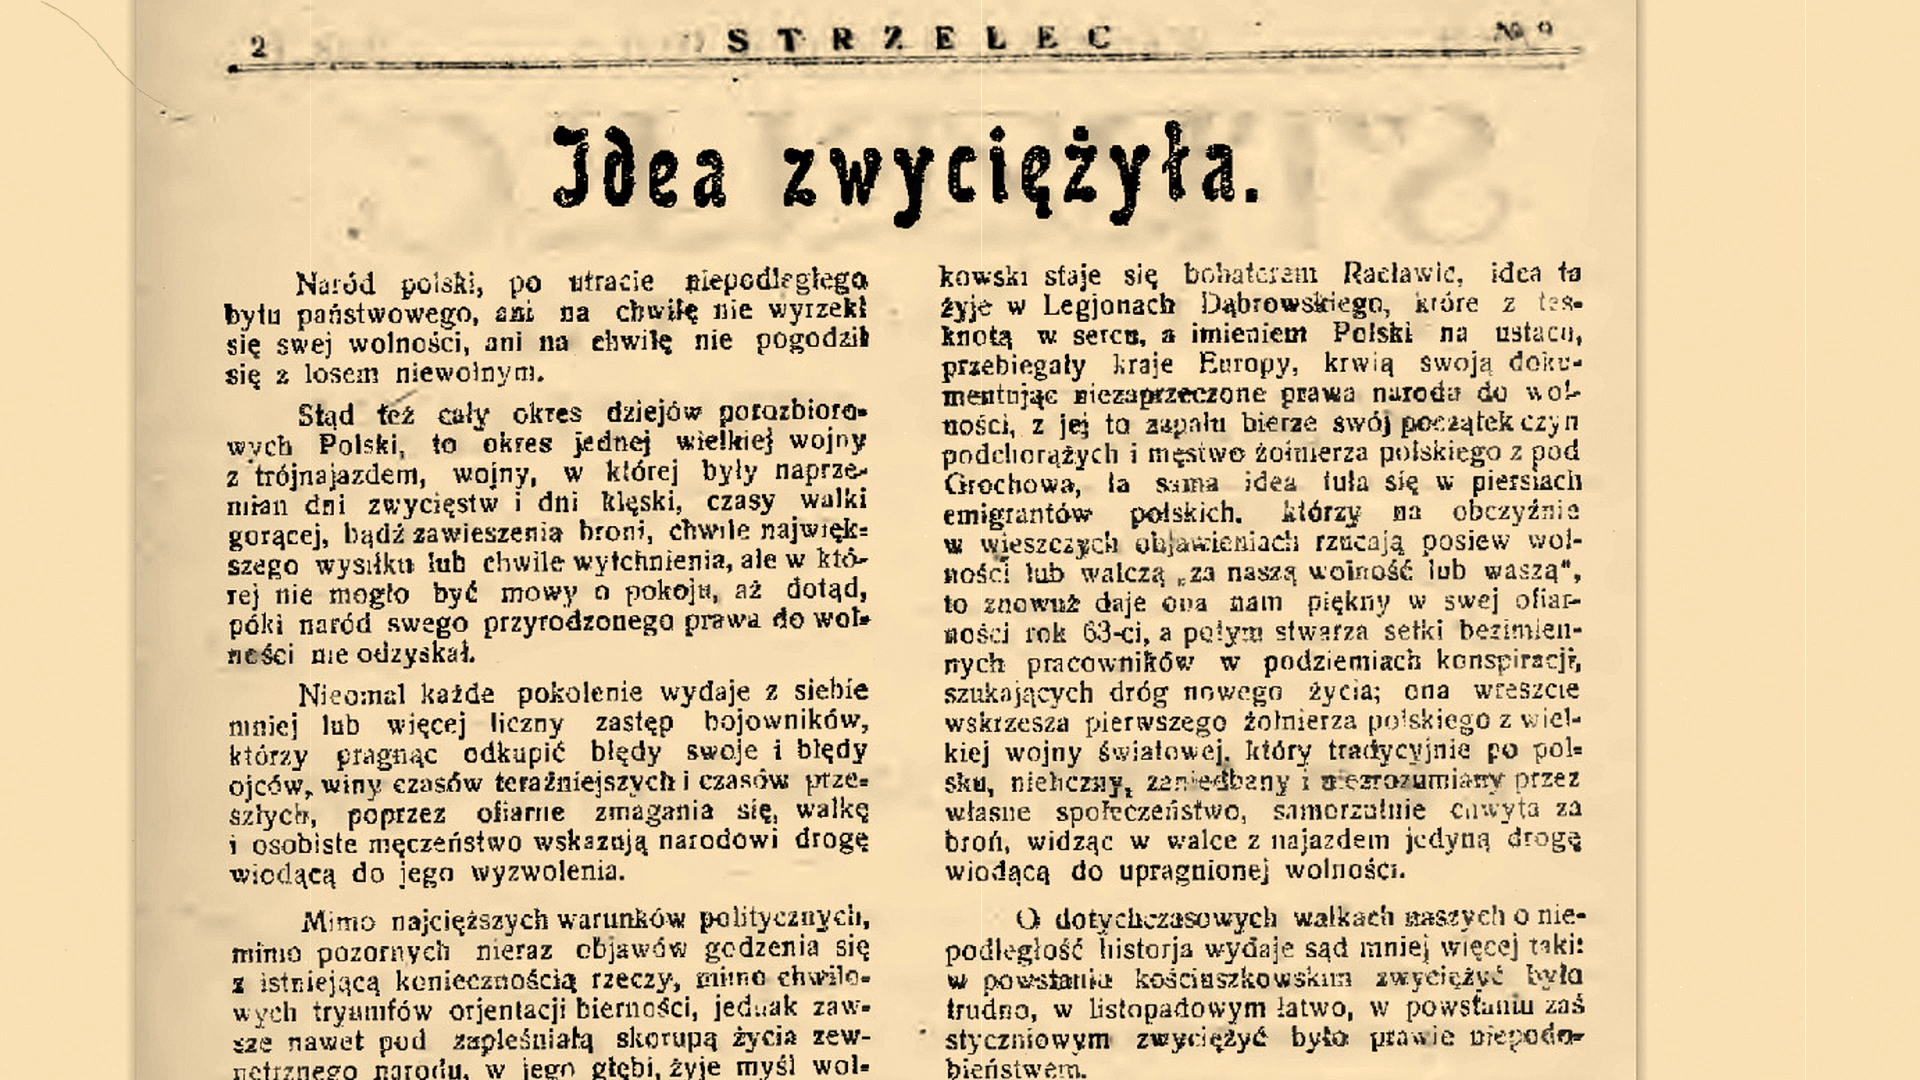 2 STRZELEC № 9
Idea zwyciężyła.
Naród polski, po utracie niepodległego
bytu państwowego, ani na chwilę nie wyrzekł
się swej wolności, ani na chwilę nie pogodził
się z losem niewolnym.
Stąd też cały okres dziejów porozbioro-
wych Polski, to okres jednej wielkiej wojny
z trójnajazdem, wojny, w której były naprze-
mian dni zwycięstw i dni klęski, czasy walki
gorącej, bądź zawieszenia broni, chwile najwięk-
szego wysiłku lub chwile wytchnienia, ale w któ-
rej nie mogło być mowy o pokoju, aż dotąd,
póki naród swego przyrodzonego prawa do wol-
ności nie odzyskał.
Nieomal każde pokolenie wydaje z siebie
mniej lub więcej liczny zastęp bojowników,
którzy pragnąc odkupić błędy swoje i błędy
ojców, winy czasów teraźniejszych i czasów prze-
szłych, poprzez ofiarne zmagania się, walkę
i osobiste męczeństwo wskazują narodowi drogę
wiodącą do jego wyzwolenia.
Mimo najcięższych warunków politycznych,
mimo pozornych nieraz objawów godzenia się
z istniejącą koniecznością rzeczy, mimo chwilo-
wych tryumfów orjentacji bierności, jednak zaw-
sze nawet pod zapleśniałą skorupą życia zew-
nętrznego narodu, w jego głębi, żyje myśl wol-
kowski staje się bohaterem Racławic, idea ta
żyje w Legjonach Dąbrowskiego, które z tęs-
knotą w sercu, a imieniem Polski na ustach,
przebiegały kraje Europy, krwią swoją doku-
mentując niezaprzeczone prawa narodu do wol-
ności, z jej to zapału bierze swój początek czyn
podchorążych i męstwo żołnierza polskiego z pod
Grochowa, ta sama idea tuła się w piersiach
emigrantów polskich. którzy na obczyźnie
w wieszczych objawieniach rzucają posiew wol-
ności lub walczą „za naszą wolność lub waszą",
to znowuż daje ona nam piękny w swej ofiar-
ności rok 63-ci, a potym stwarza setki bezimien-
nych pracowników w podziemiach konspiracji,
szukających dróg nowego życia; ona wreszcie
wskrzesza pierwszego żołnierza polskiego z wiel-
kiej wojny światowej, który tradycyjnie po pol-
sku, niehczny, zaniedbany i niezrozumiany przez
własne społeczeństwo, samorzutnie chwyta za
broń, widząc w walce z najazdem jedyną drogę
wiodącą do upragnionej wolności.
O dotychczasowych walkach naszych o nie-
podległość historja wydaje sąd mniej więcej taki:
w powstaniu kościuszkowskim zwyciężyć było
trudno, w listopadowym łatwo, w powstaniu zaś
styczniowym zwyciężyć było prawie niepodo-
bieństwem.